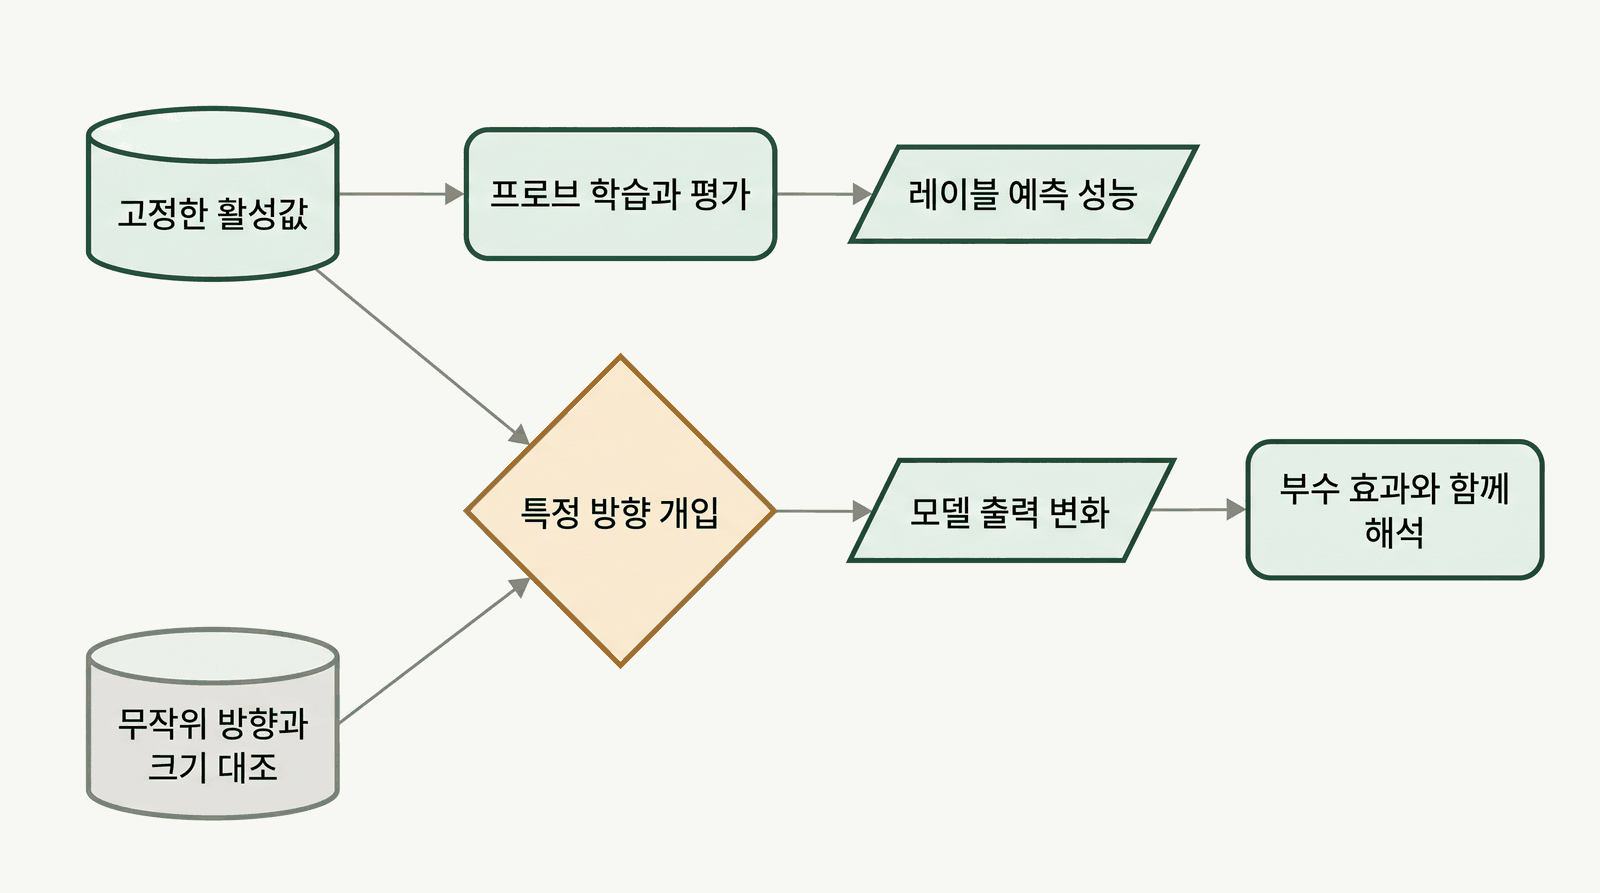 고정한 활성값
프로브 학습과 평가
레이블 예측 성능
특정 방향 개입
모델 출력 변화
부수 효과와 함께
해석
무작위 방향과
크기 대조